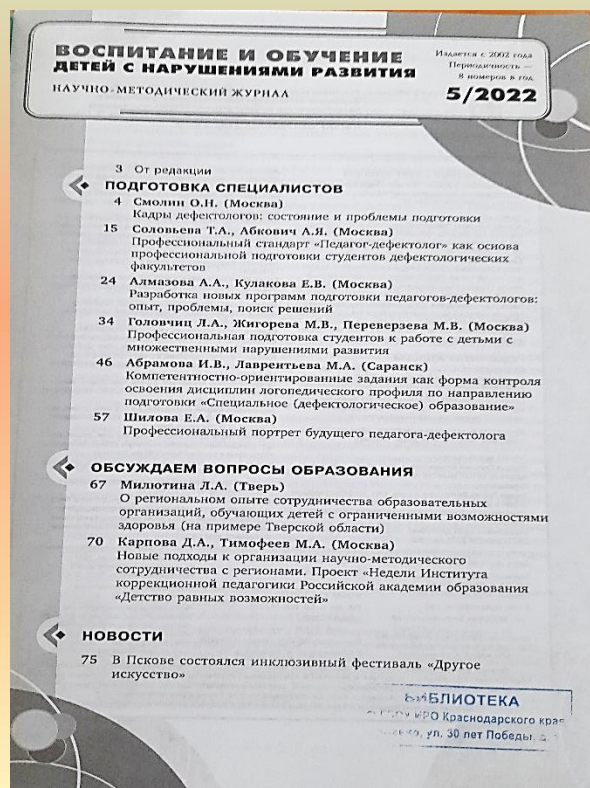 ВОСПИТАНИЕ И ОБУЧЕНИЕ
ДЕТЕЙ С НАРУШЕНИЯМИ РАЗВИТИЯ
НАУЧНО-МЕТОДИЧЕСКИЙ ЖУРНАЛ
Издается с 2002 года
Периодичность —
8 номеров в год
5/2022
3 От редакции
ПОДГОТОВКА СПЕЦИАЛИСТОВ
4 Смолин О.Н. (Москва)
Кадры дефектологов: состояние и проблемы подготовки
15 Соловьева Т.А., Абкович А.Я. (Москва)
Профессиональный стандарт «Педагог-дефектолог» как основа
профессиональной подготовки студентов дефектологических
факультетов
24 Алмазова А.А., Кулакова Е.В. (Москва)
Разработка новых программ подготовки педагогов-дефектологов:
опыт, проблемы, поиск решений
34 Головчиц Л.А., Жигорева М.В., Переверзева М.В. (Москва)
Профессиональная подготовка студентов к работе с детьми с
множественными нарушениями развития
46 Абрамова И.В., Лаврентьева М.А. (Саранск)
Компетентностно-ориентированные задания как форма контроля
освоения дисциплин логопедического профиля по направлению
подготовки «Специальное (дефектологическое) образование»
57 Шилова Е.А. (Москва)
Профессиональный портрет будущего педагога-дефектолога
ОБСУЖДАЕМ ВОПРОСЫ ОБРАЗОВАНИЯ
67 Милютина Л.А. (Тверь)
О региональном опыте сотрудничества образовательных
организаций, обучающих детей с ограниченными возможностями
здоровья (на примере Тверской области)
70 Карпова Д.А., Тимофеев М.А. (Москва)
Новые подходы к организации научно-методического
сотрудничества с регионами. Проект «Недели Института
коррекционной педагогики Российской академии образования
«Детство равных возможностей»
НОВОСТИ
75 В Пскове состоялся инклюзивный фестиваль «Другое
искусство»
БИБЛИОТЕКА
ИРО Краснодарского края
ул. 30 лет Победы,